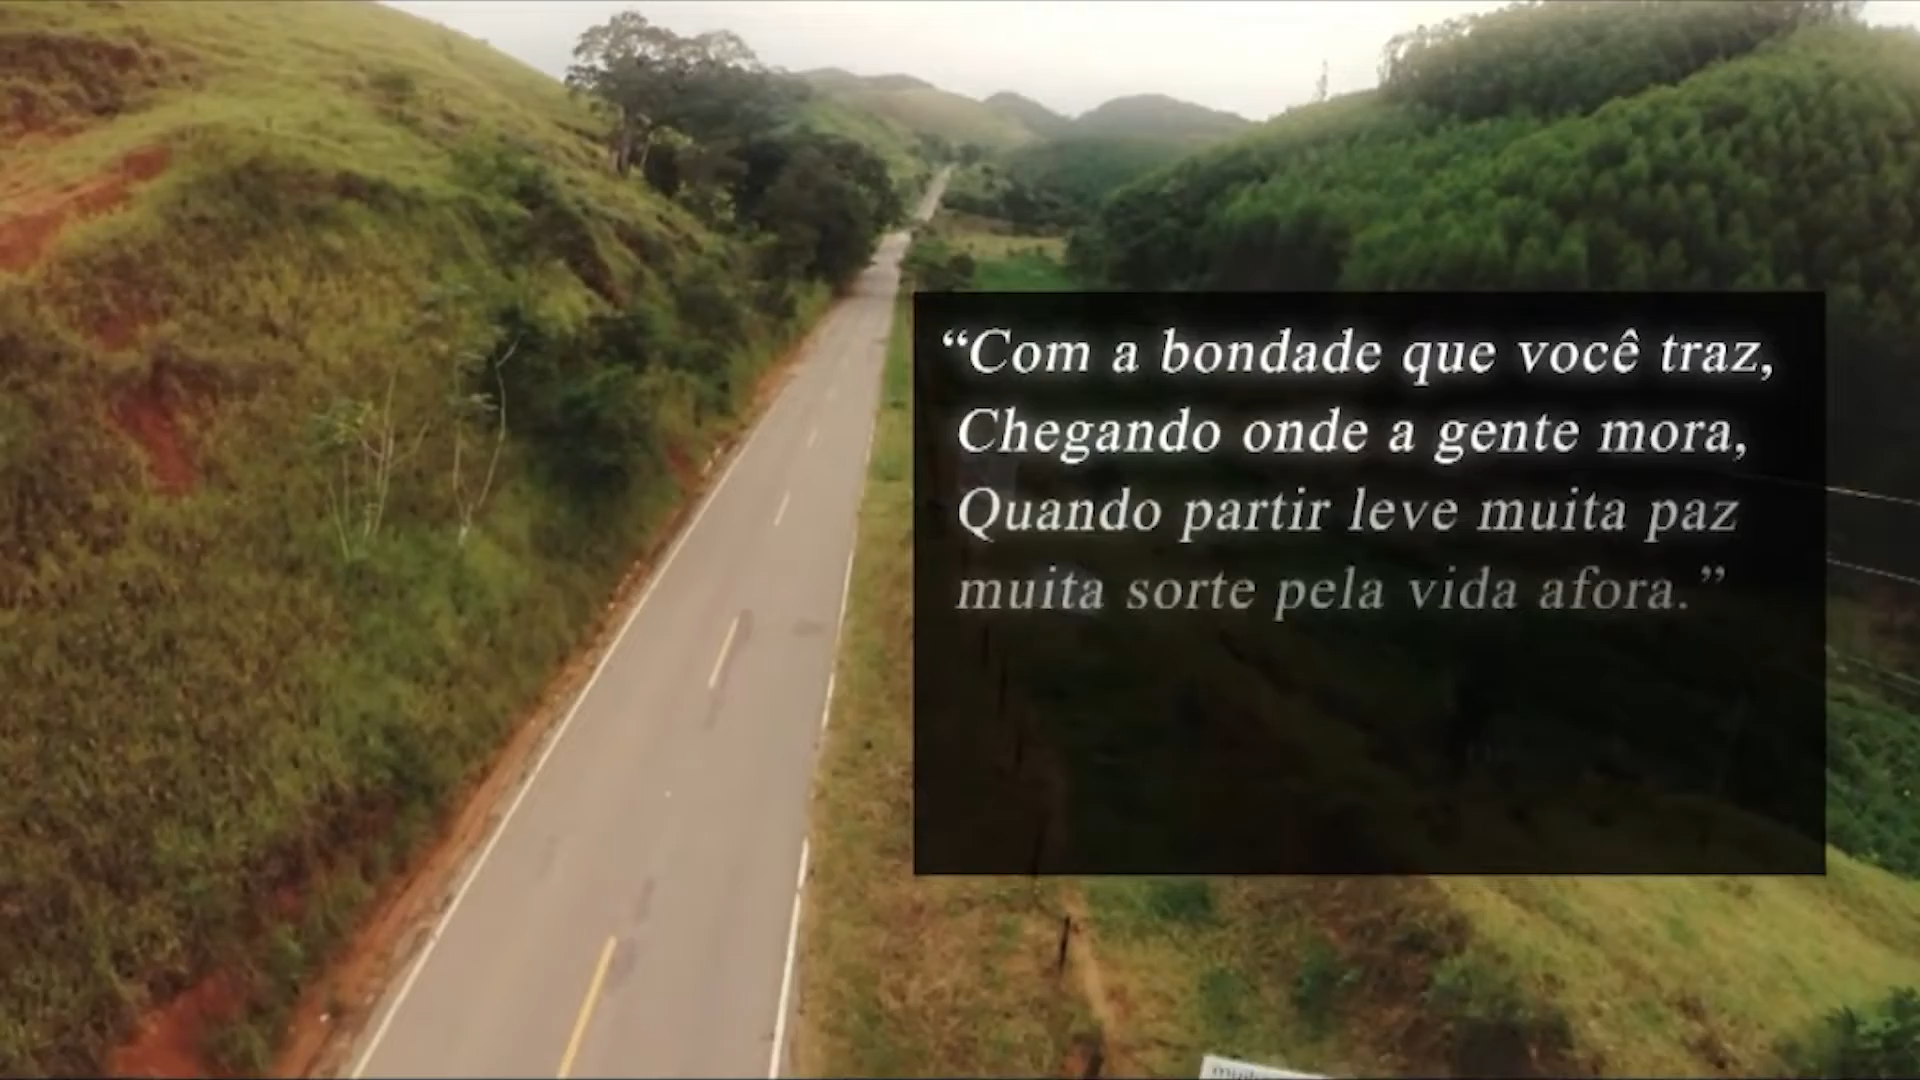 “Com a bondade que você traz,
Chegando onde a gente mora,
Quando partir leve muita paz
muita sorte pela vida afora.”